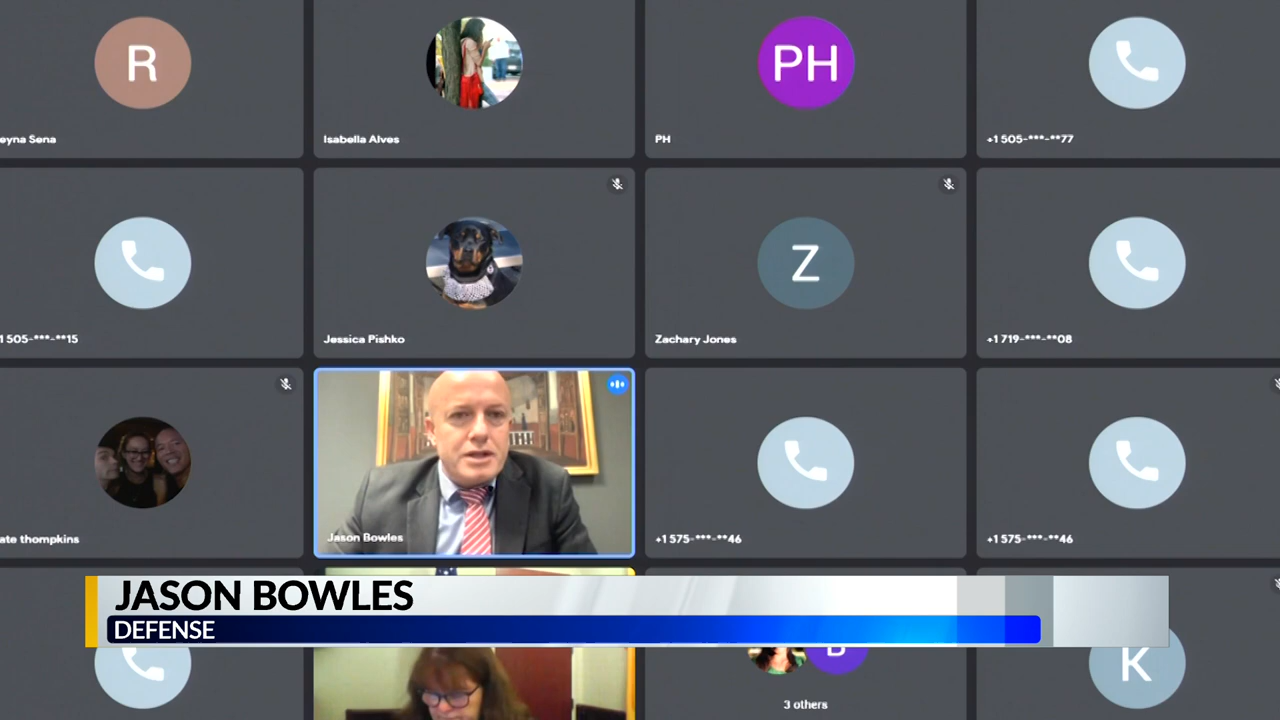 R
PH
eyna Sena
Isabella Alves
PH
+1 505-***-**77
Z
1 505-***-**15
Jessica Pishko
Zachary Jones
+1 719-***-**08
ate thompkins
Jason Bowles
+1 575-***-**46
+1 575-***-**46
JASON BOWLES
DEFENSE
B
K
3 others